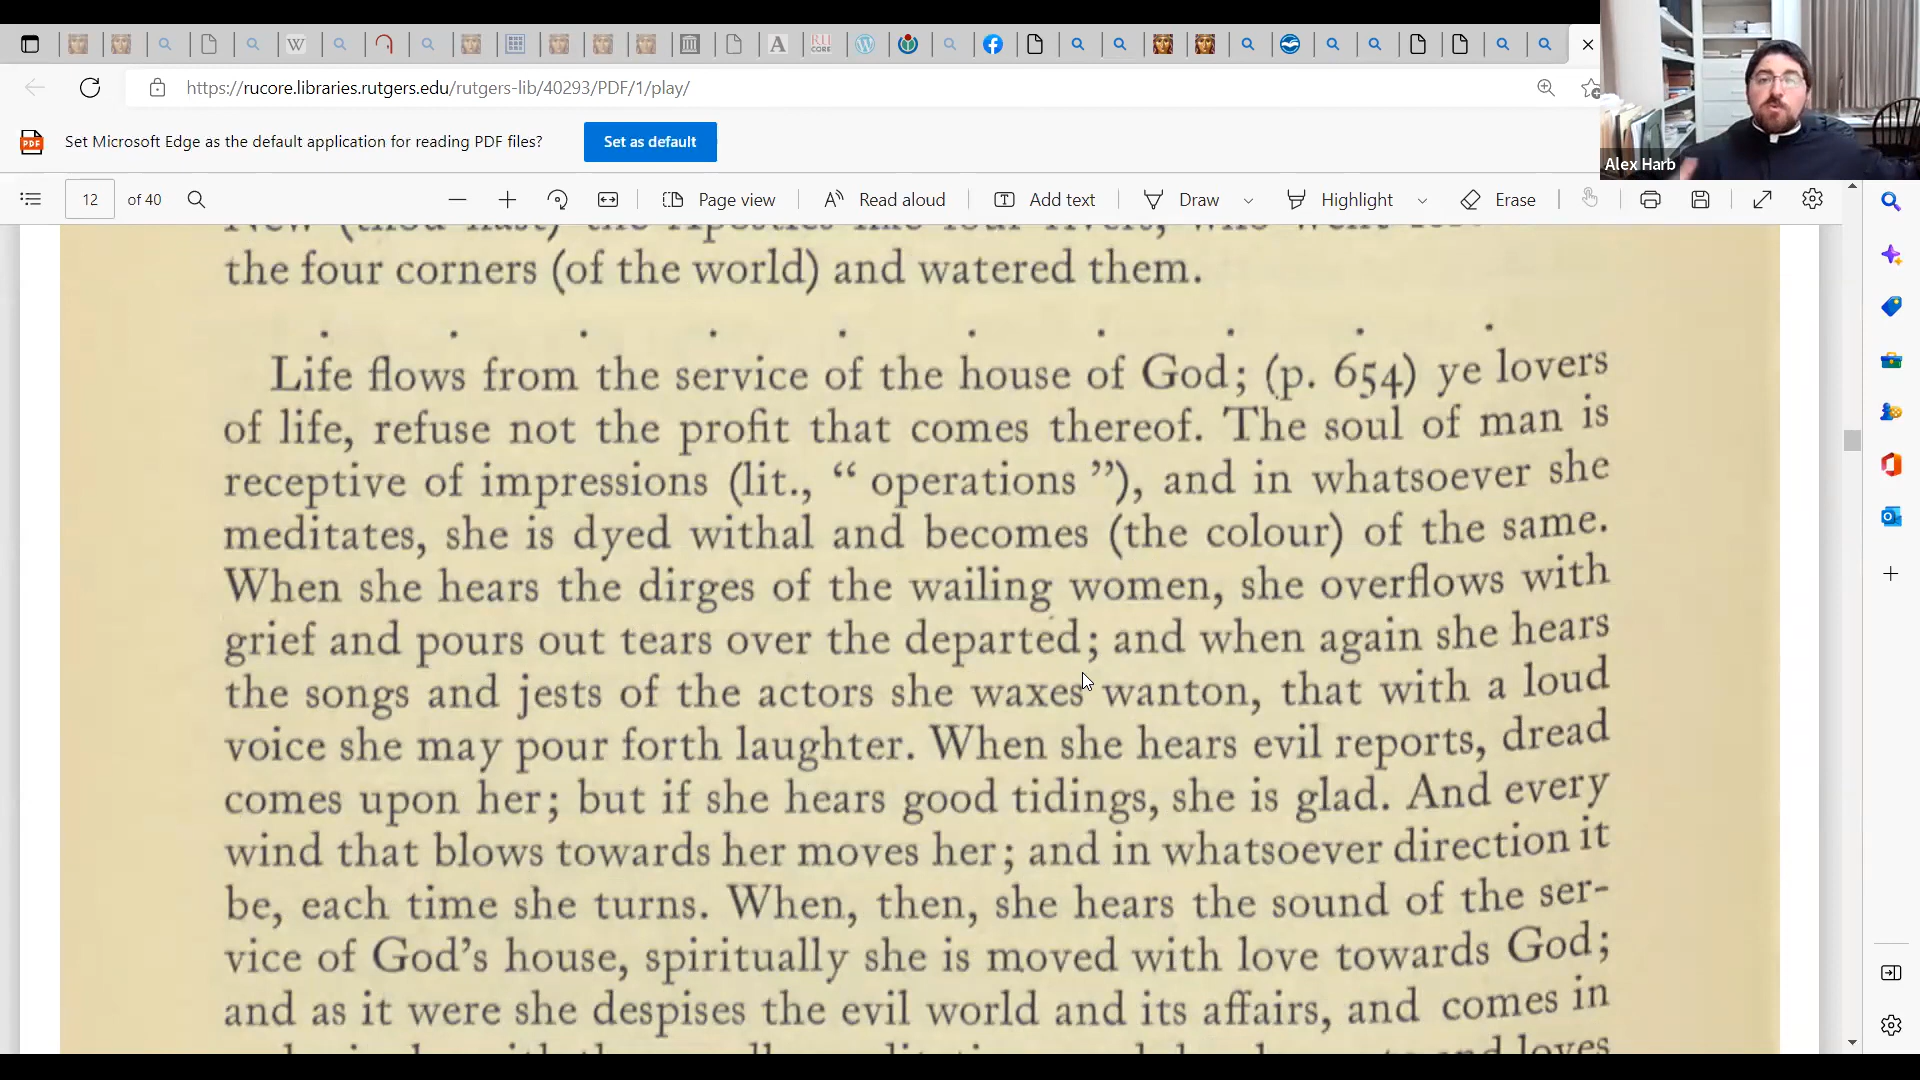 https://rucore.libraries.rutgers.edu/rutgers-lib/40293/PDF/1/play/
PDF Set Microsoft Edge as the default application for reading PDF files? Set as default
Alex Harb
12 of 40 Page view Read aloud Add text Draw Highlight Erase
the Apostles like four rivers, who went
the four corners (of the world) and watered them.
. . . . . . . . . .
Life flows from the service of the house of God; (p. 654) ye lovers
of life, refuse not the profit that comes thereof. The soul of man is
receptive of impressions (lit., “ operations ”), and in whatsoever she
meditates, she is dyed withal and becomes (the colour) of the same.
When she hears the dirges of the wailing women, she overflows with
grief and pours out tears over the departed; and when again she hears
the songs and jests of the actors she waxes wanton, that with a loud
voice she may pour forth laughter. When she hears evil reports, dread
comes upon her; but if she hears good tidings, she is glad. And every
wind that blows towards her moves her; and in whatsoever direction it
be, each time she turns. When, then, she hears the sound of the ser-
vice of God’s house, spiritually she is moved with love towards God;
and as it were she despises the evil world and its affairs, and comes in
and loves